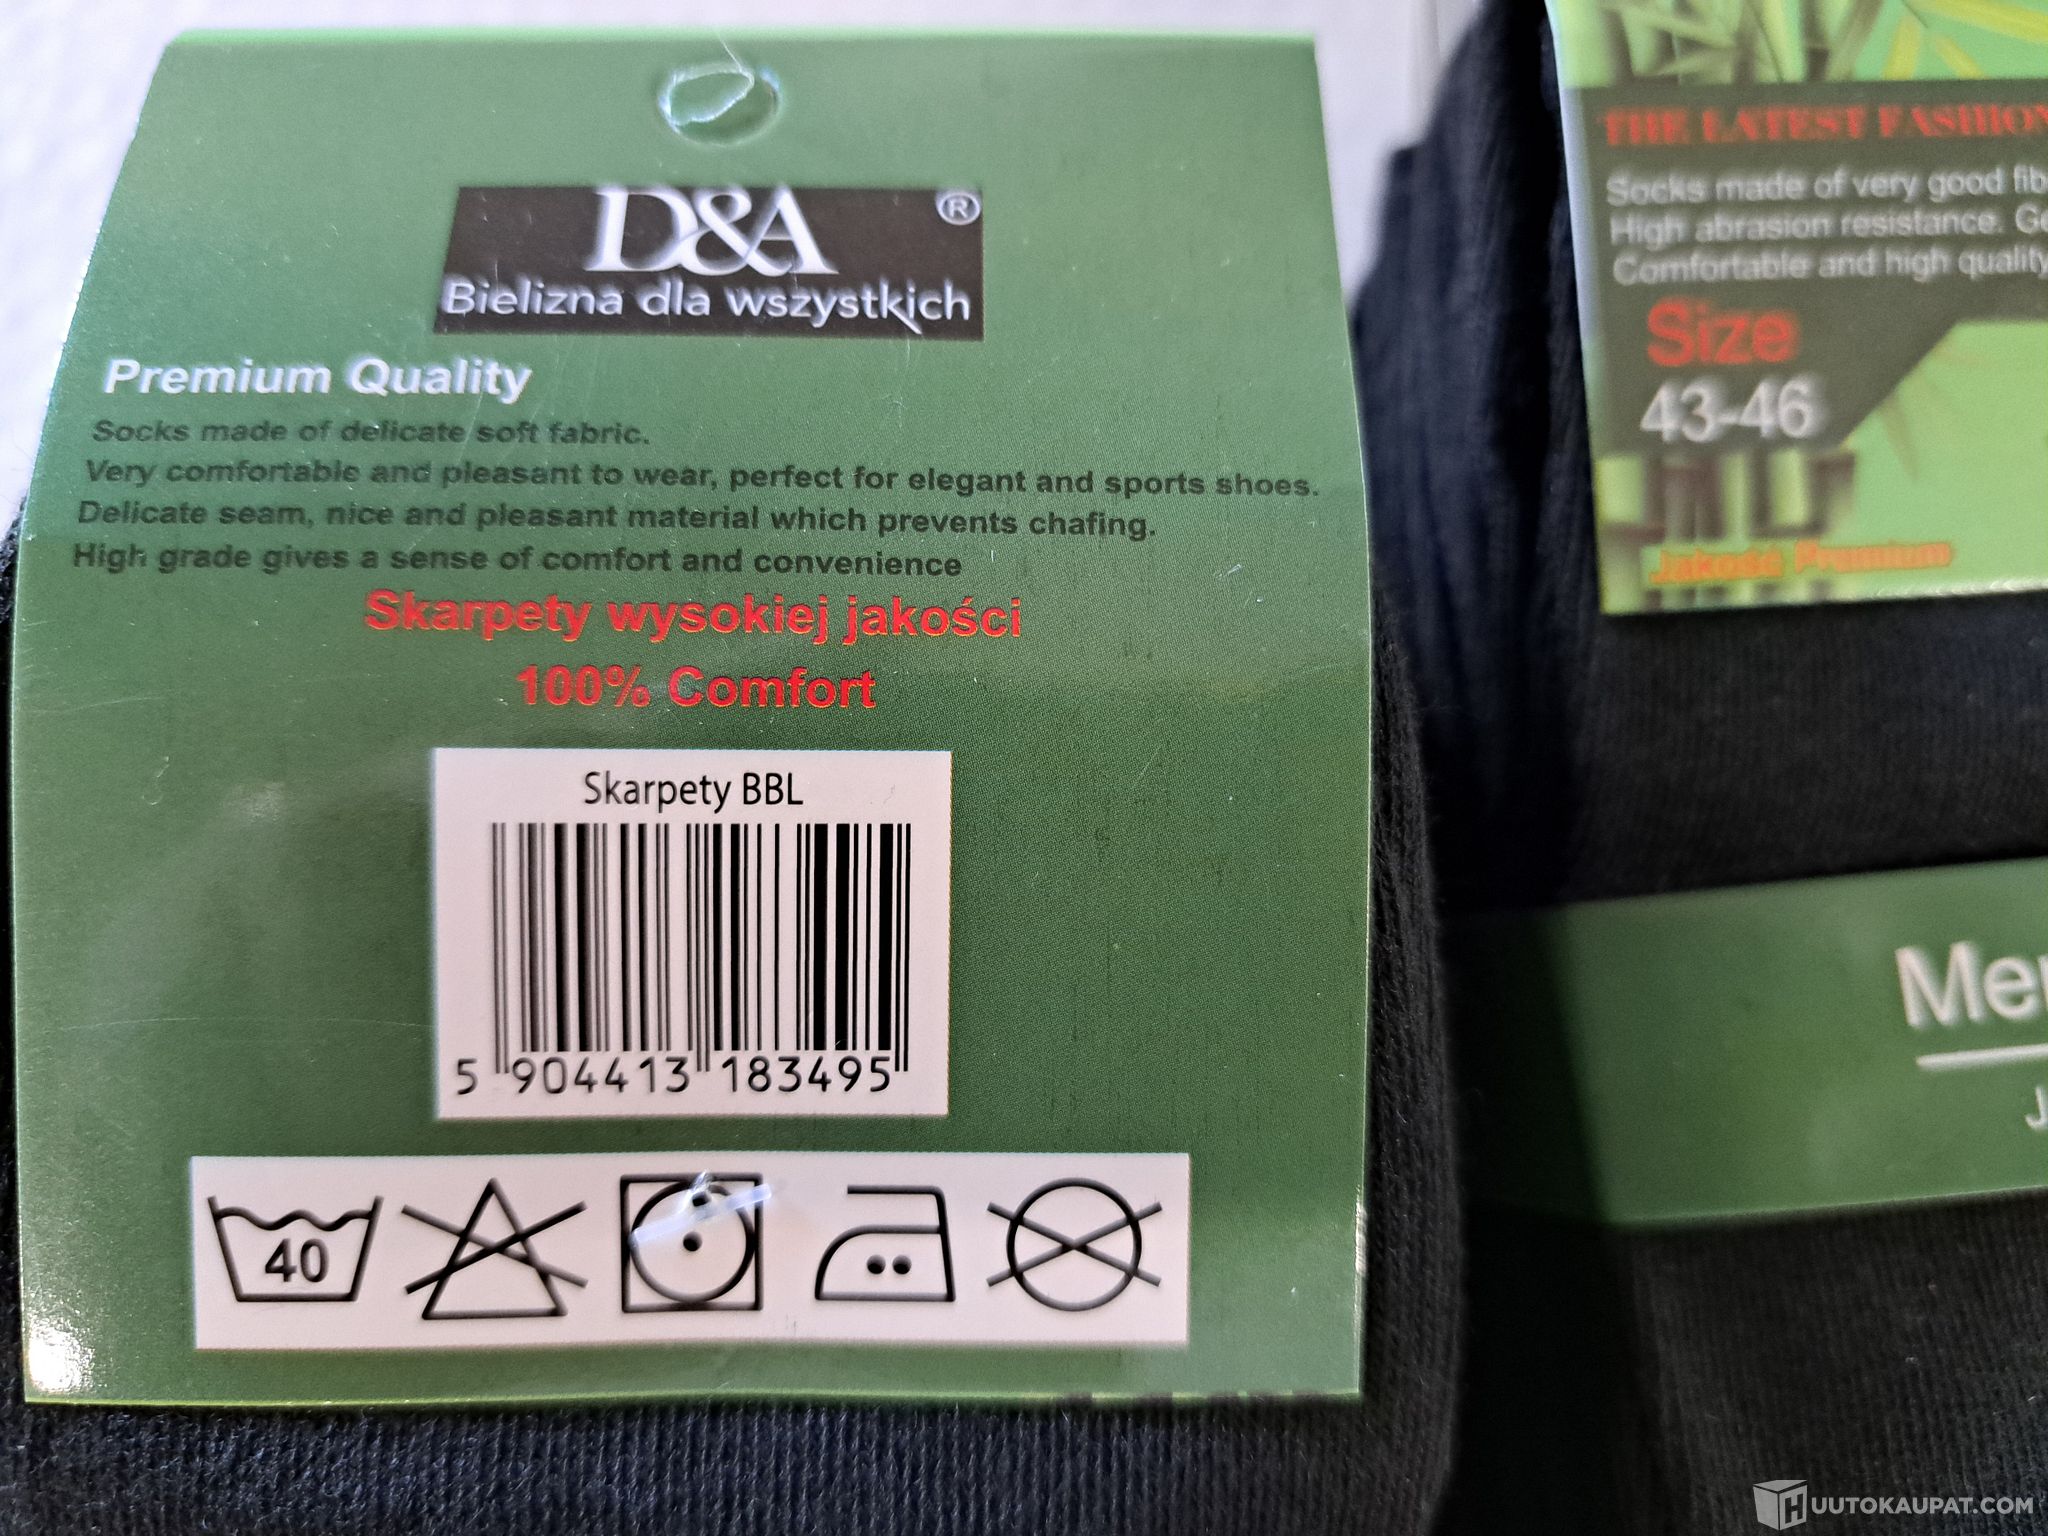 D&A ®
Bielizna dla wszystkich
Premium Quality
Socks made of delicate soft fabric.
Very comfortable and pleasant to wear, perfect for elegant and sports shoes.
Delicate seam, nice and pleasant material which prevents chafing.
High grade gives a sense of comfort and convenience
Skarpety wysokiej jakości
100% Comfort
Skarpety BBL
5 904413 183495
40
THE LATEST FASHION
Socks made of very good
High abrasion resistance.
Comfortable and high quality
Size
43-46
Jakość Premium
HUUTOKAUPAT.COM